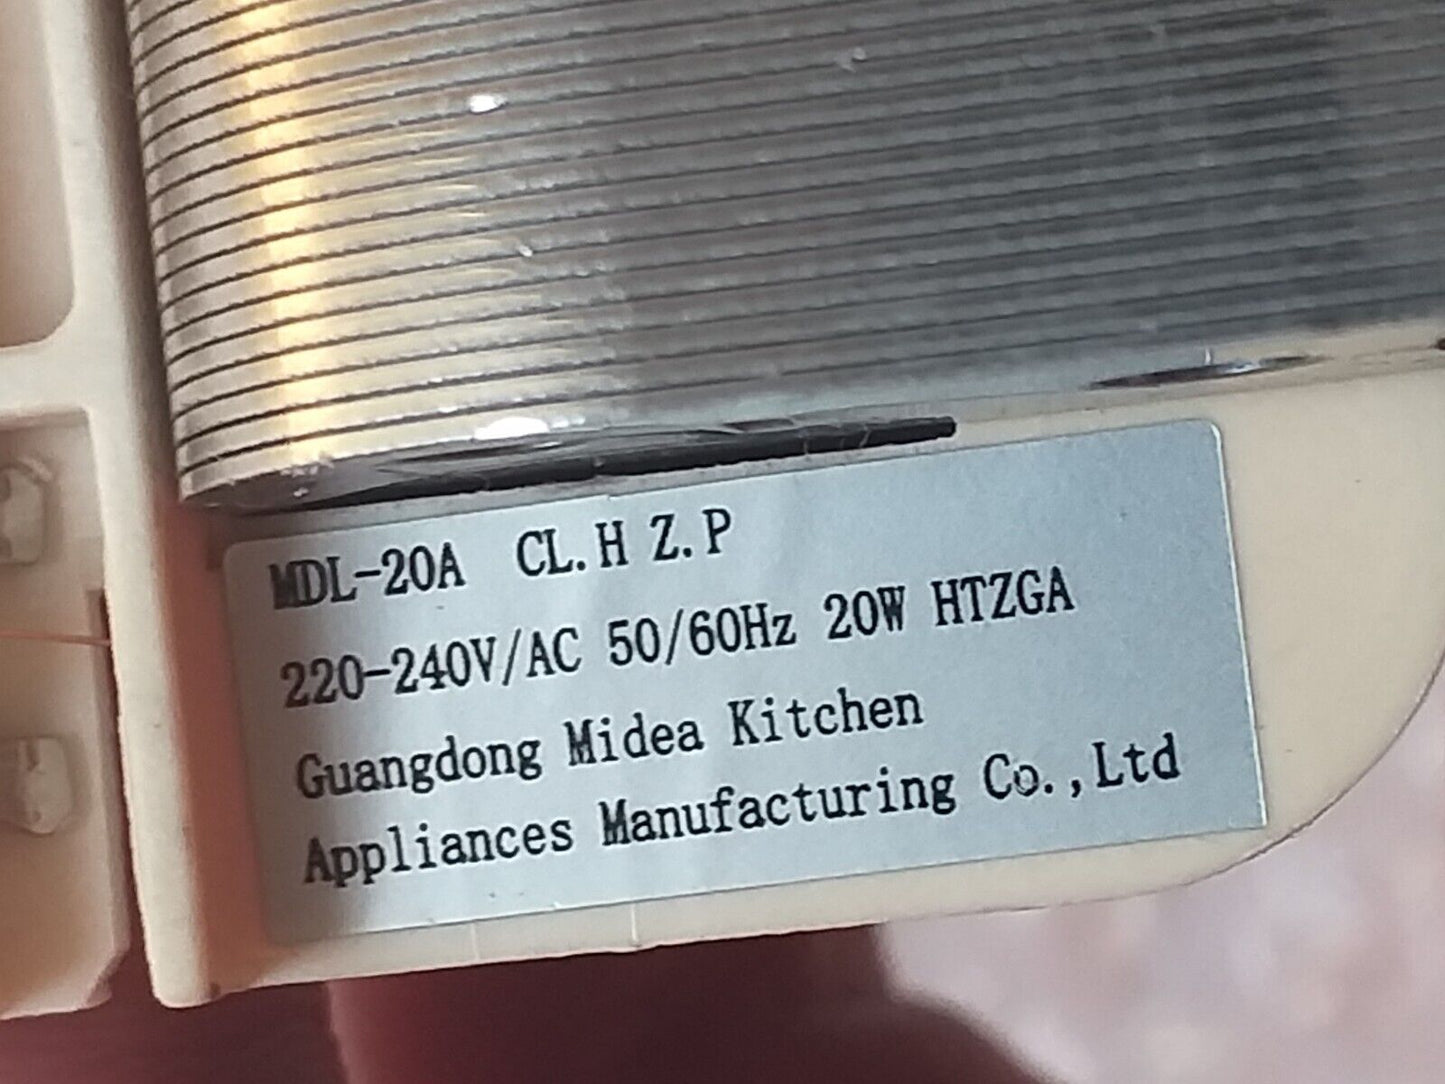 MDL-20A CL.H Z.P
220-240V/AC 50/60Hz 20W HTZGA
Guangdong Midea Kitchen
Appliances Manufacturing Co.,Ltd